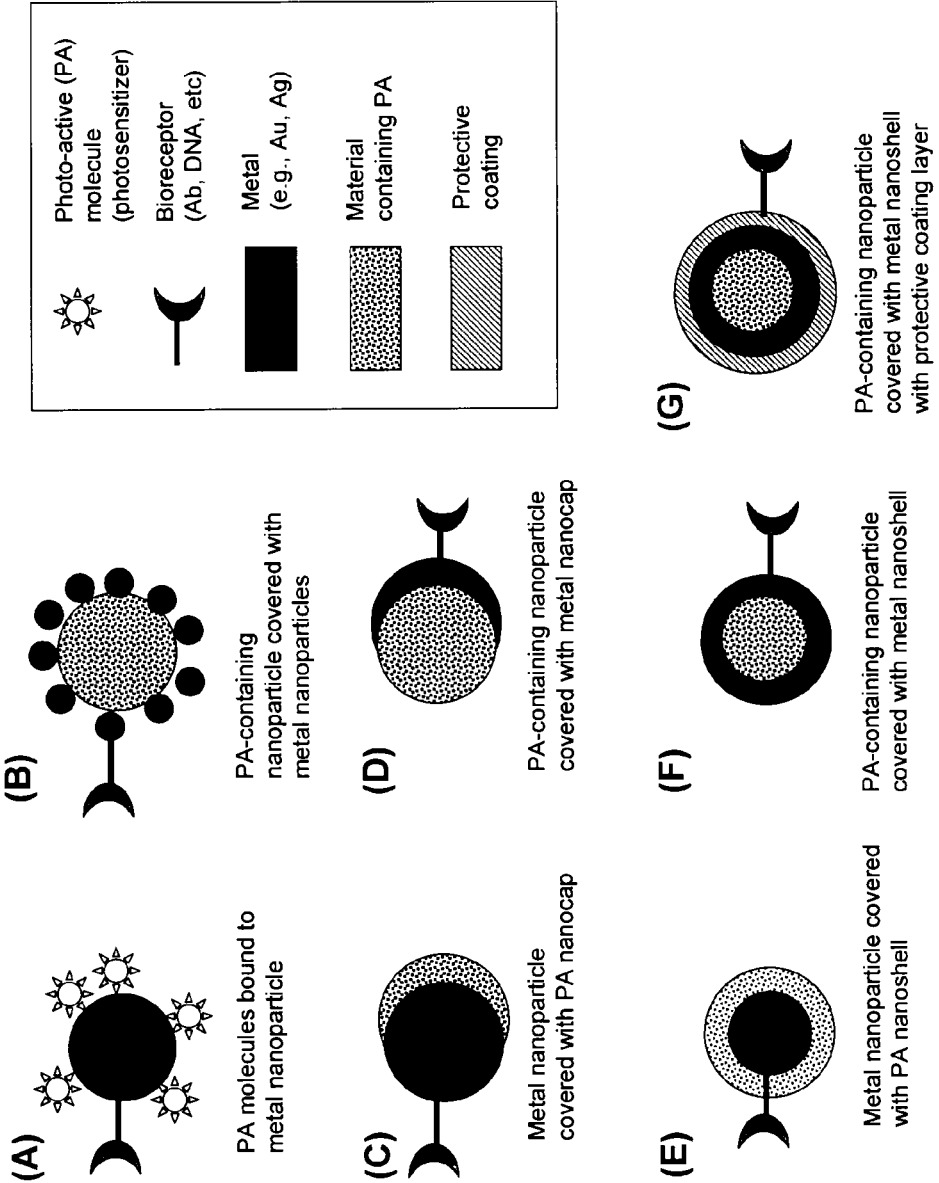 (A)
PA molecules bound to
metal nanoparticle
(B)
PA-containing
nanoparticle covered with
metal nanoparticles
Photo-active (PA)
molecule
(photosensitizer)
Bioreceptor
(Ab, DNA, etc)
Metal
(e.g., Au, Ag)
Material
containing PA
Protective
coating
(C)
Metal nanoparticle
covered with PA nanocap
(D)
PA-containing nanoparticle
covered with metal nanocap
(E)
Metal nanoparticle covered
with PA nanoshell
(F)
PA-containing nanoparticle
covered with metal nanoshell
(G)
PA-containing nanoparticle
covered with metal nanoshell
with protective coating layer